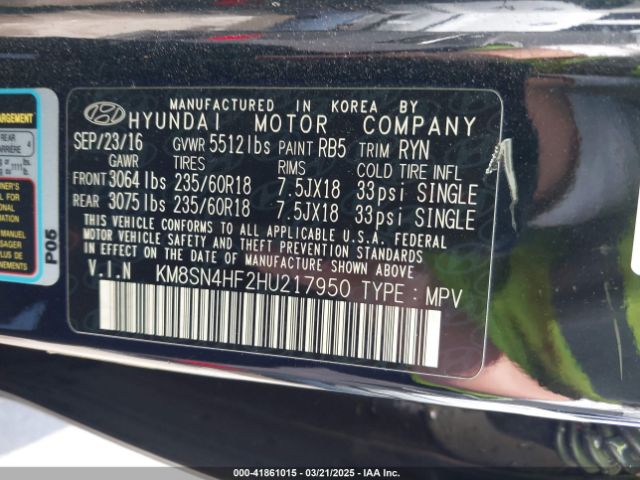 MANUFACTURED IN KOREA BY
HYUNDAI MOTOR COMPANY
SEP/23/16 GVWR 5512lbs PAINT RB5 TRIM RYN
GAWR TIRES RIMS COLD TIRE INFL
FRONT 3064lbs 235/60R18 7.5JX18 33psi SINGLE
REAR 3075lbs 235/60R18 7.5JX18 33psi SINGLE
THIS VEHICLE CONFORMS TO ALL APPLICABLE U.S.A. FEDERAL
MOTOR VEHICLE SAFETY, BUMPER, AND THEFT PREVENTION STANDARDS
IN EFFECT ON THE DATE OF MANUFACTURE SHOWN ABOVE.
V.I.N KM8SN4HF2HU217950 TYPE : MPV
REAR
4
P05
000-41861015 - 03/21/2025 - IAA Inc.